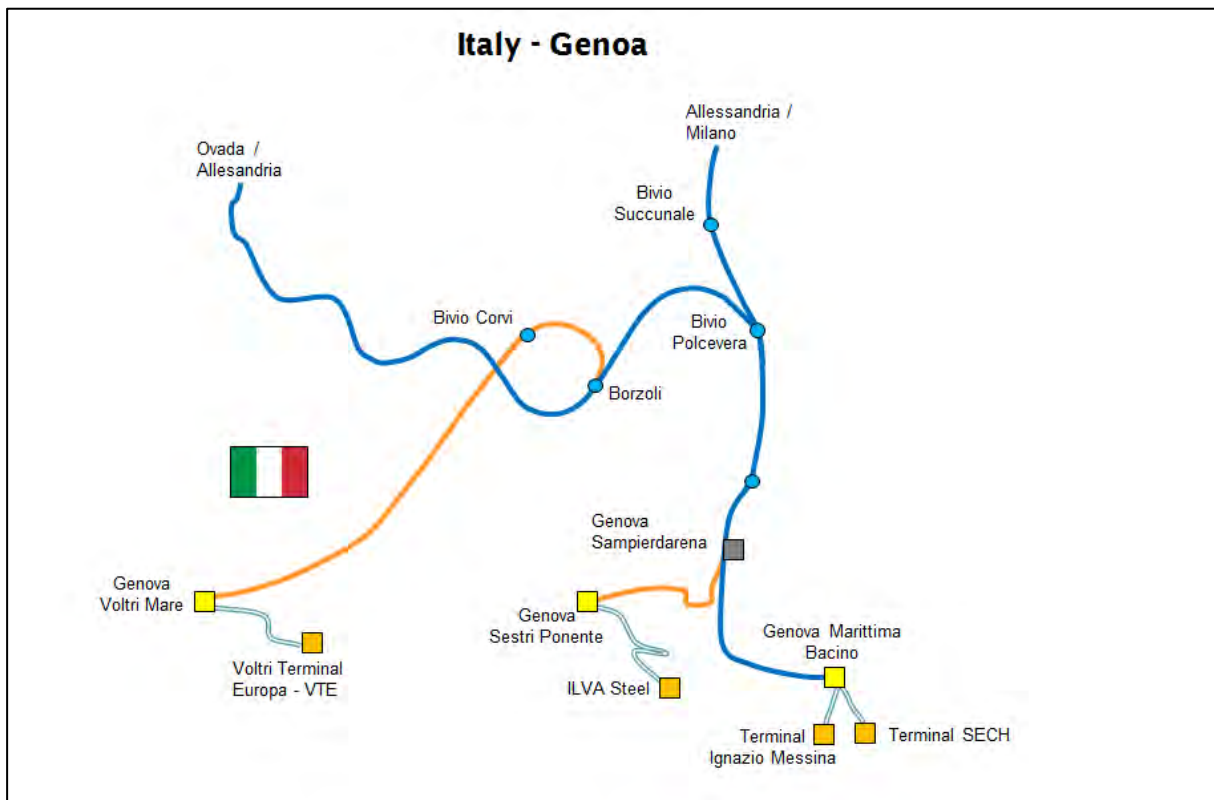 Italy - Genoa
Allessandria /
Milano
Ovada /
Allesandria
Bivio
Succunale
Bivio Corvi
Bivio
Polcevera
Borzoli
Genova
Sampierdarena
Genova
Voltri Mare
Genova
Sestri Ponente
Genova Marittima
Bacino
Voltri Terminal
Europa - VTE
ILVA Steel
Terminal
Ignazio Messina
Terminal SECH